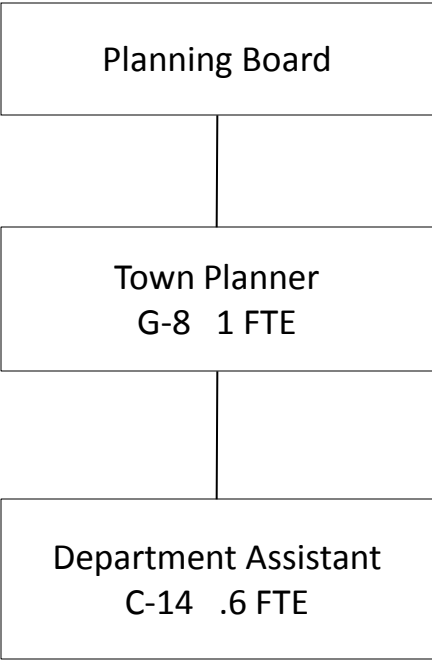 Planning Board
Town Planner
G-8   1 FTE
Department Assistant
C-14   .6 FTE